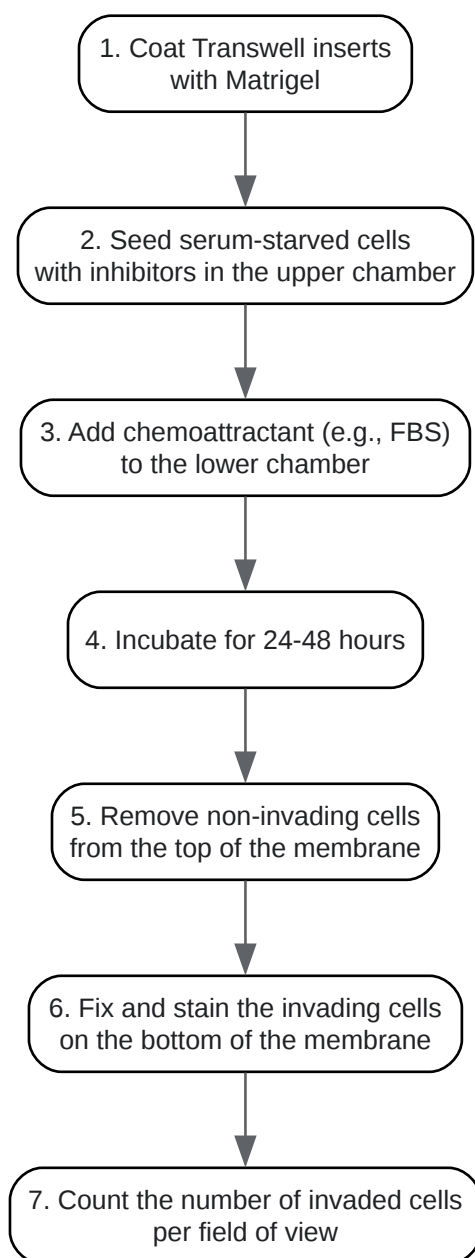 1. Coat Transwell inserts
with Matrigel
2. Seed serum-starved cells
with inhibitors in the upper chamber
3. Add chemoattractant (e.g., FBS)
to the lower chamber
4. Incubate for 24-48 hours
5. Remove non-invading cells
from the top of the membrane
6. Fix and stain the invading cells
on the bottom of the membrane
7. Count the number of invaded cells
per field of view